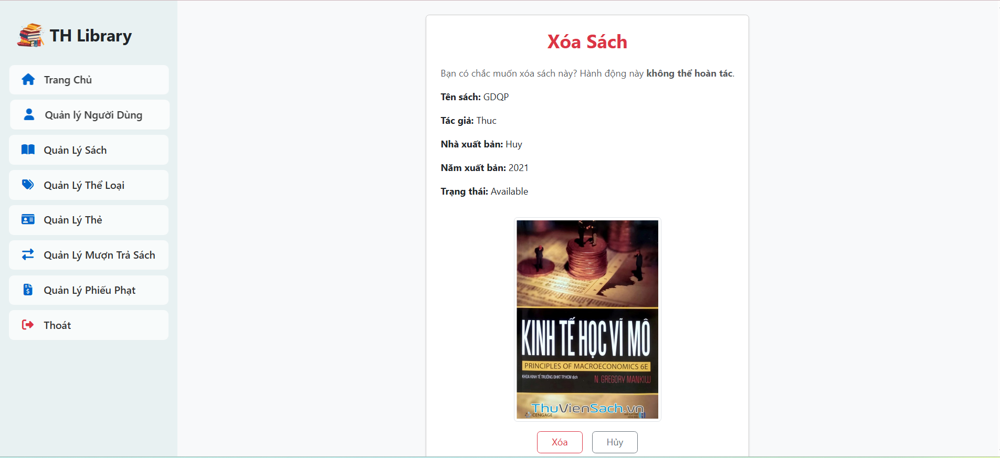 TH Library
Trang Chủ
Quản lý Người Dùng
Quản Lý Sách
Quản Lý Thể Loại
Quản Lý Thẻ
Quản Lý Mượn Trả Sách
Quản Lý Phiếu Phạt
Thoát
Xóa Sách
Bạn có chắc muốn xóa sách này? Hành động này không thể hoàn tác.
Tên sách: GDQP
Tác giả: Thuc
Nhà xuất bản: Huy
Năm xuất bản: 2021
Trạng thái: Available
KINH TẾ HỌC VĨ MÔ
PRINCIPLES OF MACROECONOMICS 6E
KHOA KINH TẾ TRƯỜNG ĐHKT TP.HCM dịch
N. GREGORY MANKIW
ThuVienSach.vn
CENGAGE
Xóa
Hủy